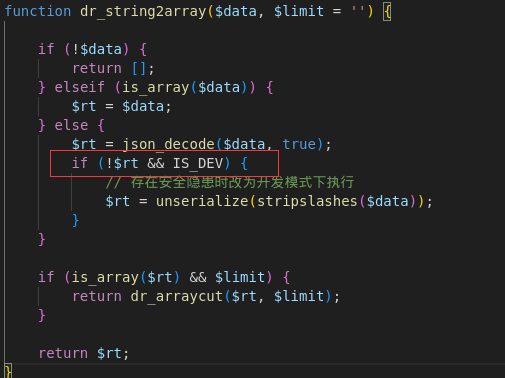 function dr_string2array($data, $limit = '') {
if (!$data) {
return [];
} elseif (is_array($data)) {
$rt = $data;
} else {
$rt = json_decode($data, true);
if (!$rt && IS_DEV) {
// 存在安全隐患时改为开发模式下执行
$rt = unserialize(stripslashes($data));
}
}
if (is_array($rt) && $limit) {
return dr_arraycut($rt, $limit);
}
return $rt;
}